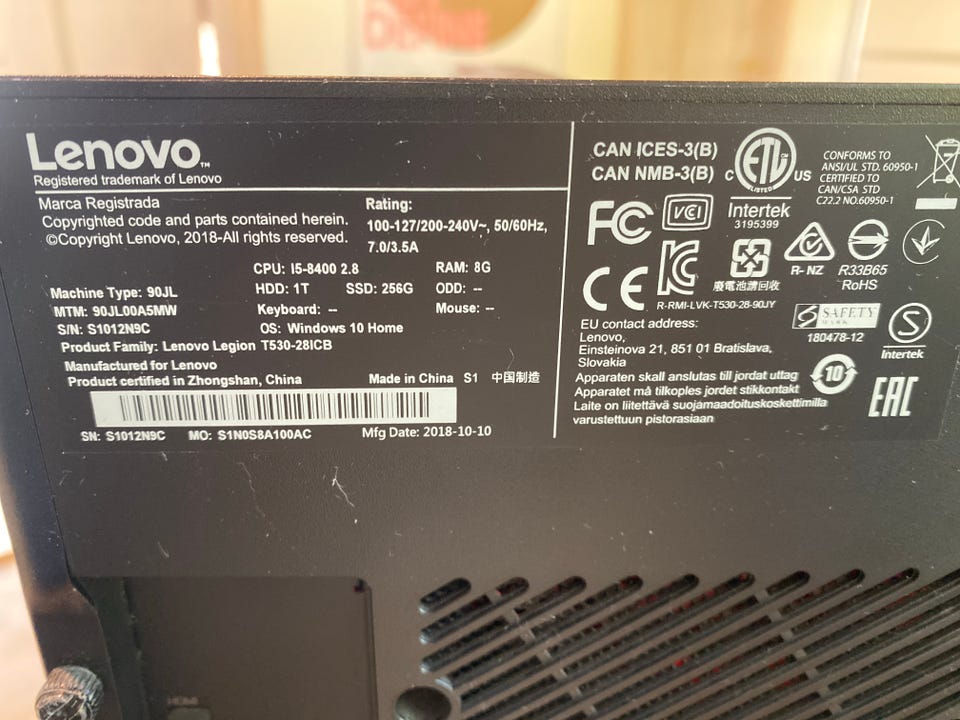 Lenovo™
Registered trademark of Lenovo
Marca Registrada
Copyrighted code and parts contained herein.
©Copyright Lenovo, 2018-All rights reserved.
Rating:
100-127/200-240V~, 50/60Hz,
7.0/3.5A
CPU: I5-8400 2.8 RAM: 8G
Machine Type: 90JL HDD: 1T SSD: 256G ODD: --
MTM: 90JL00A5MW Keyboard: -- Mouse: --
S/N: S1012N9C OS: Windows 10 Home
Product Family: Lenovo Legion T530-28ICB
Manufactured for Lenovo
Product certified in Zhongshan, China Made in China S1 中国制造
SN: S1012N9C MO: S1N0S8A100AC Mfg Date: 2018-10-10
CAN ICES-3(B)
CAN NMB-3(B)
C ETL US
LISTED
Intertek
3195399
CONFORMS TO
ANSI/UL STD. 60950-1
CERTIFIED TO
CAN/CSA STD
C22.2 NO.60950-1
FC
VCI
CE
廢電池請回收
R-NZ
R33B65
RoHS
R-RMI-LVK-T530-28-90JY
EU contact address:
Lenovo,
Einsteinova 21, 851 01 Bratislava,
Slovakia
S SAFETY
180478-12
S
Intertek
Apparaten skall anslutas till jordat uttag
Apparatet må tilkoples jordet stikkontakt
Laite on liitettävä suojamaadoituskoskettimilla
varustettuun pistorasiaan
10
EAC
HDMI